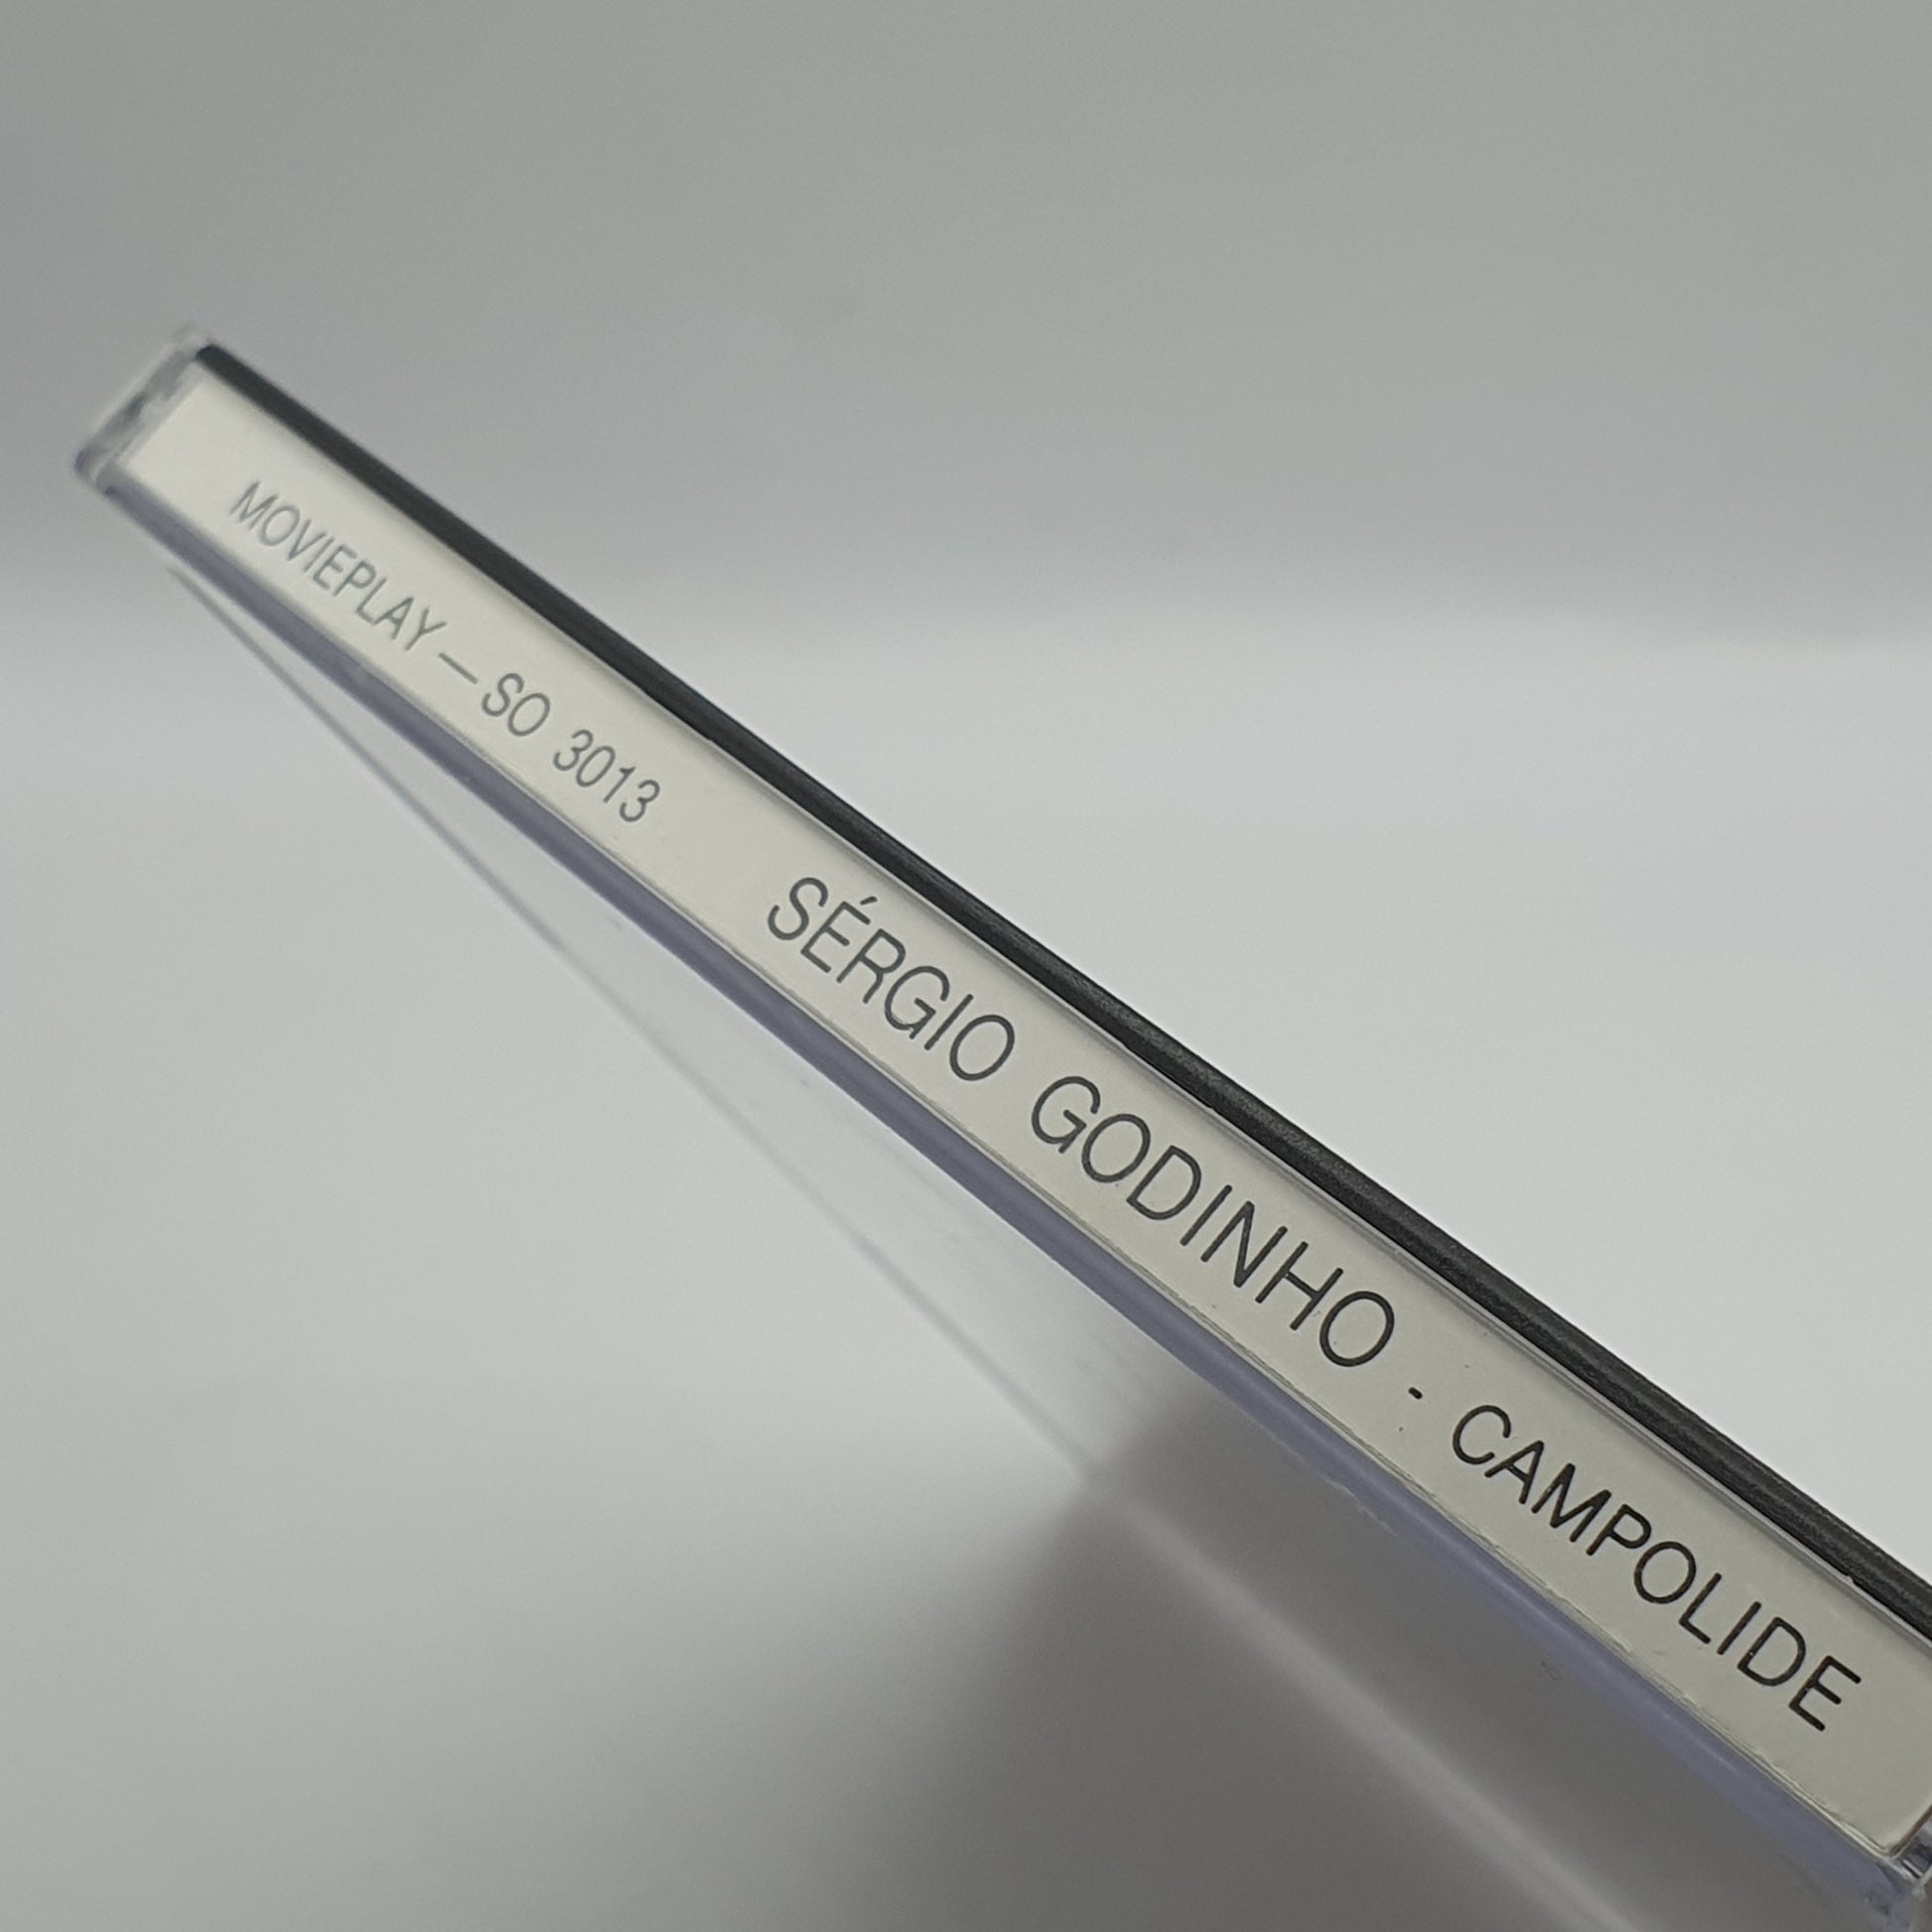 MOVIEPLAY — SO 3013 SÉRGIO GODINHO - CAMPOLIDE